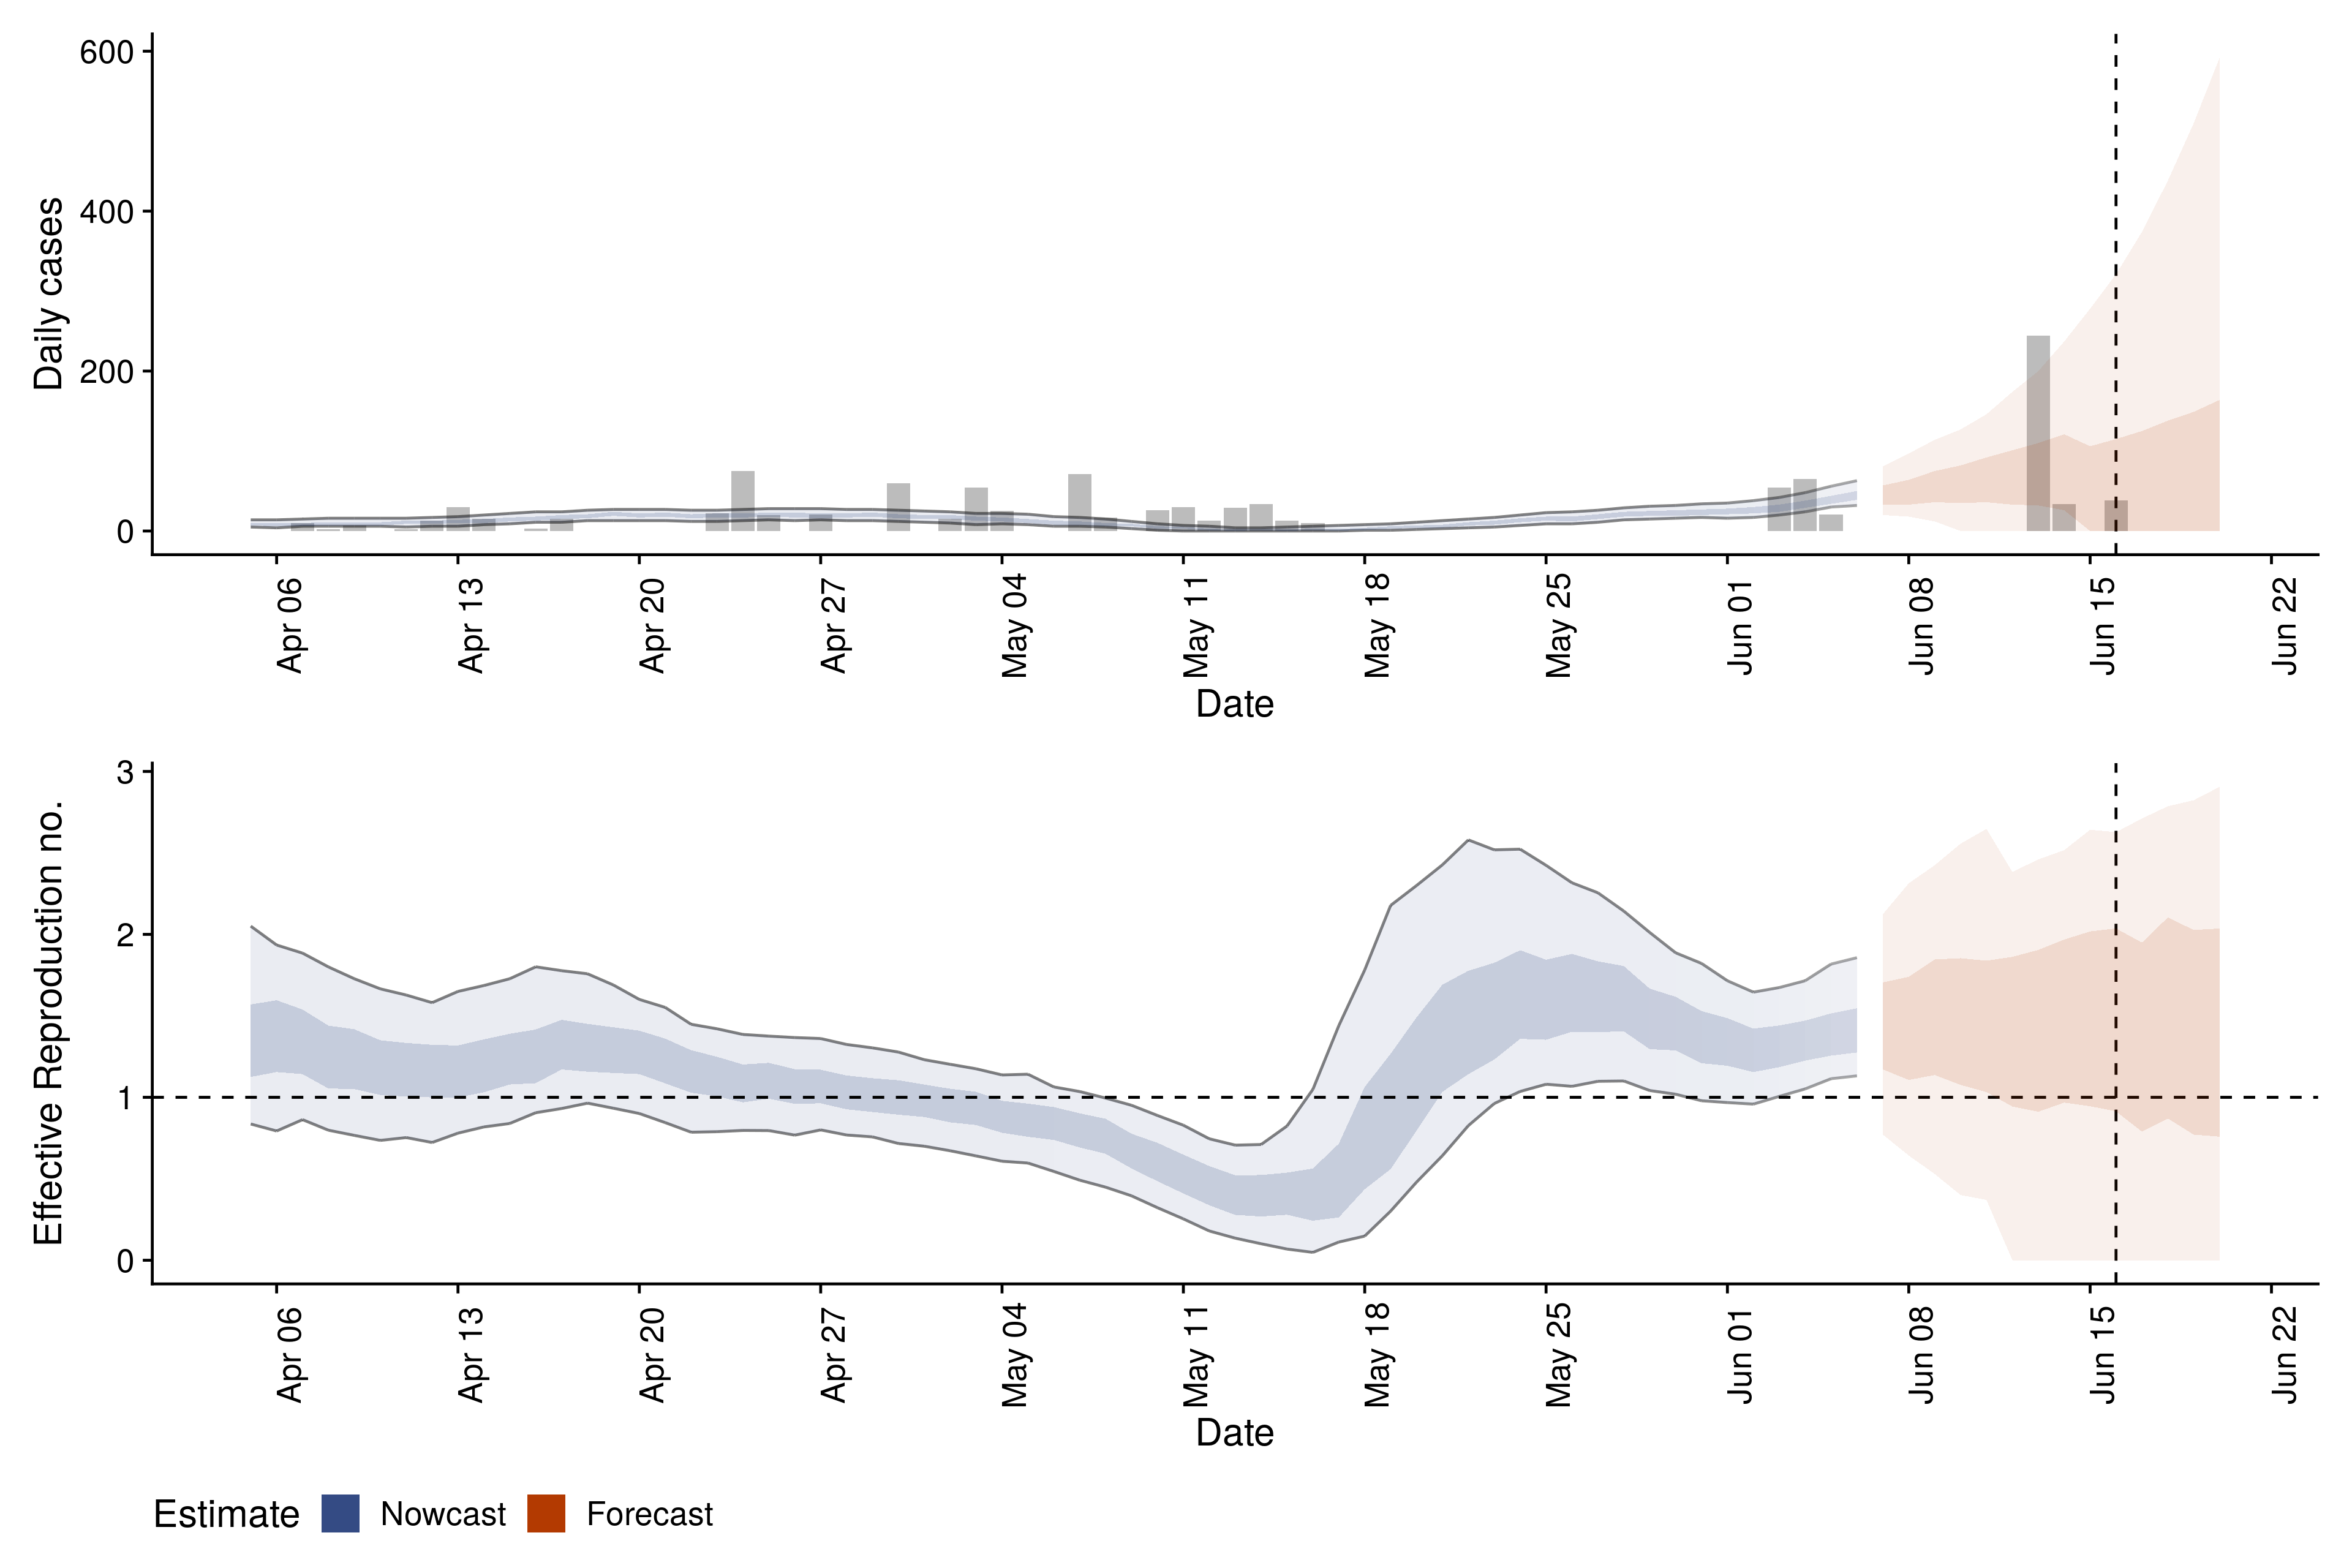 600
400
200
0
Daily cases
Apr 06
Apr 13
Apr 20
Apr 27
May 04
May 11
May 18
May 25
Jun 01
Jun 08
Jun 15
Jun 22
Date
3
2
1
0
Effective Reproduction no.
Apr 06
Apr 13
Apr 20
Apr 27
May 04
May 11
May 18
May 25
Jun 01
Jun 08
Jun 15
Jun 22
Date
Estimate Nowcast Forecast